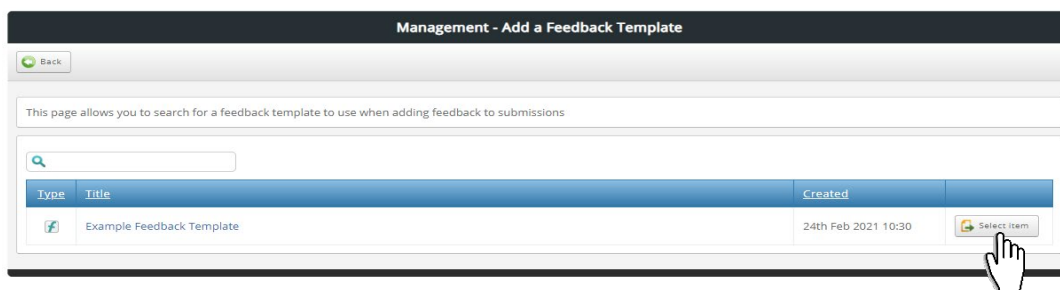 Management - Add a Feedback Template
Back
This page allows you to search for a feedback template to use when adding feedback to submissions
Type Title Created
Example Feedback Template 24th Feb 2021 10:30 Select Item